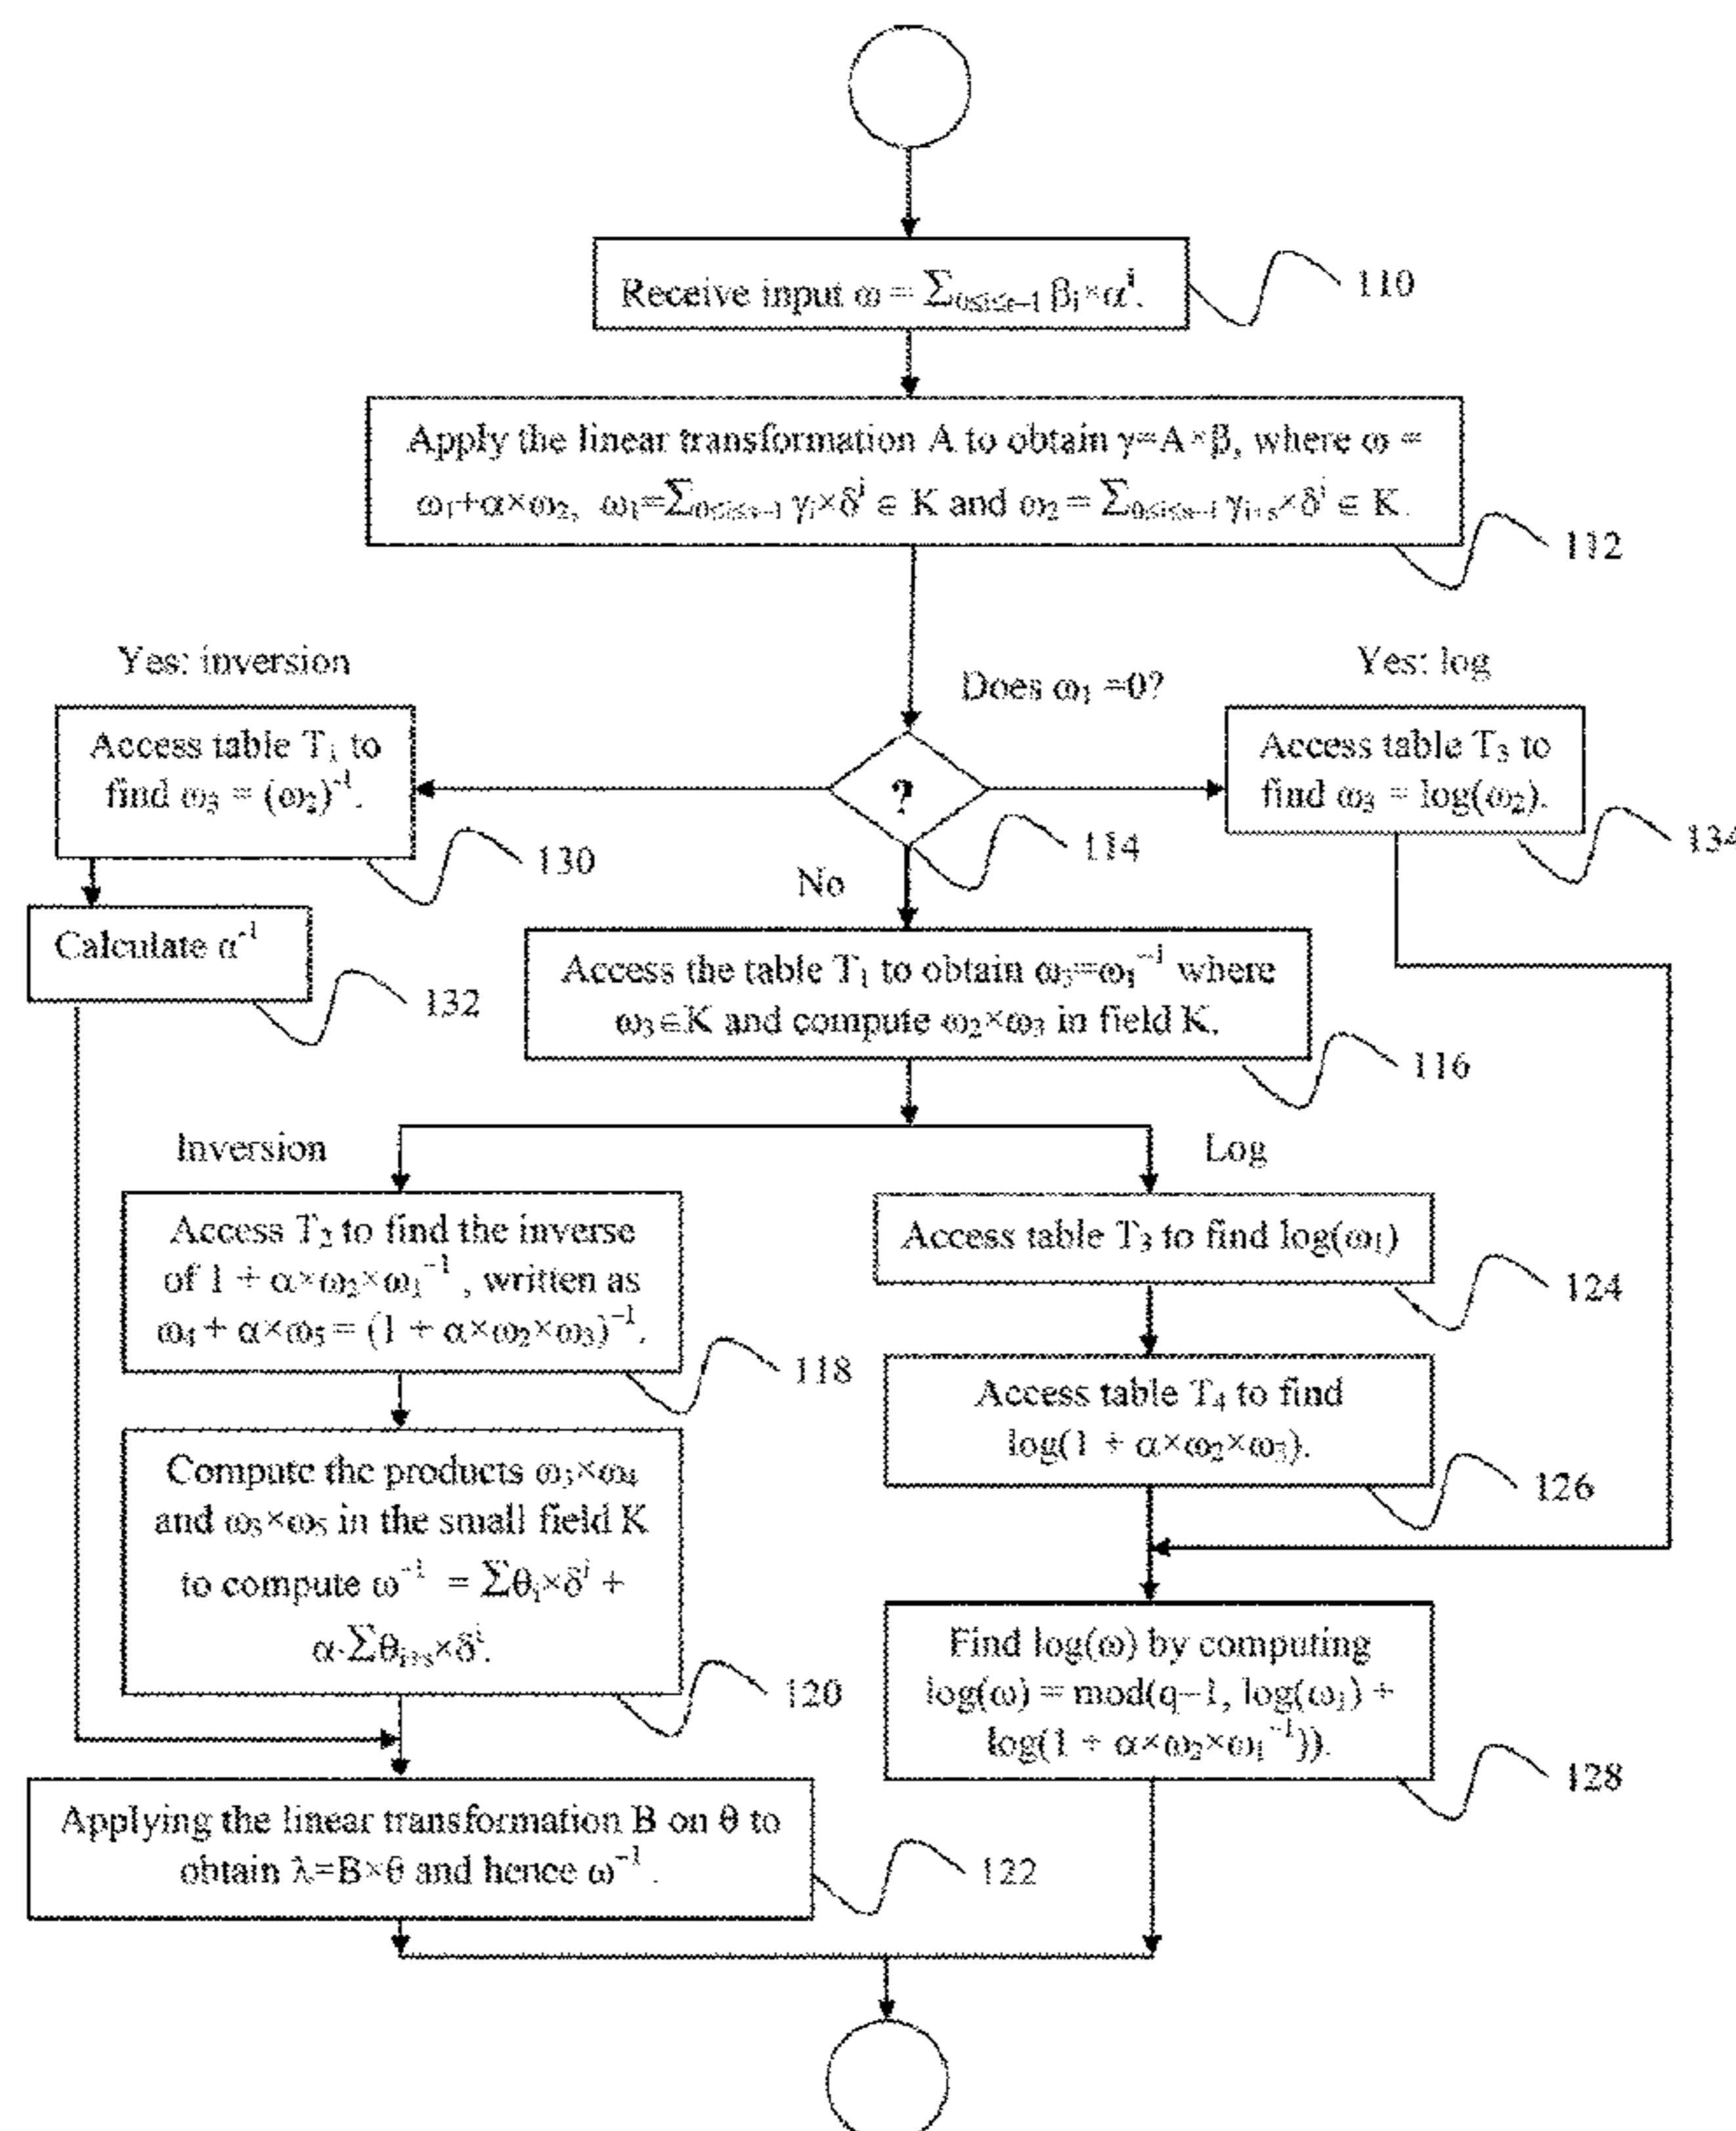 Receive input ω = Σ0≤i≤t−1 βi×αⁱ.
110
Apply the linear transformation A to obtain γ=A×β, where ω =
ω₁+α×ω₂, ω₁=Σ0≤i≤s−1 γi×δⁱ ∈ K and ω₂ = Σ0≤i≤s−1 γi+s×δⁱ ∈ K.
112
Yes: inversion
Does ω₁ =0?
Yes: log
Access table T₁ to
find ω₃ = (ω₂)⁻¹.
130
?
114
Access table T₃ to
find ω₃ = log(ω₂).
134
No
Calculate α⁻¹
132
Access the table T₁ to obtain ω₃=ω₁⁻¹ where
ω₃∈K and compute ω₂×ω₃ in field K.
116
Inversion
Log
Access T₂ to find the inverse
of 1 + α×ω₂×ω₁⁻¹ , written as
ω₄ + α×ω₅ = (1 + α×ω₂×ω₃)⁻¹.
118
Access table T₃ to find log(ω₁)
124
Access table T₄ to find
log(1 + α×ω₂×ω₃).
126
Compute the products ω₃×ω₄
and ω₃×ω₅ in the small field K
to compute ω⁻¹ = Σθi×δⁱ +
α·Σθi+s×δⁱ.
120
Find log(ω) by computing
log(ω) = mod(q−1, log(ω₁) +
log(1 + α×ω₂×ω₁⁻¹)).
128
Applying the linear transformation B on θ to
obtain λ=B×θ and hence ω⁻¹ .
122